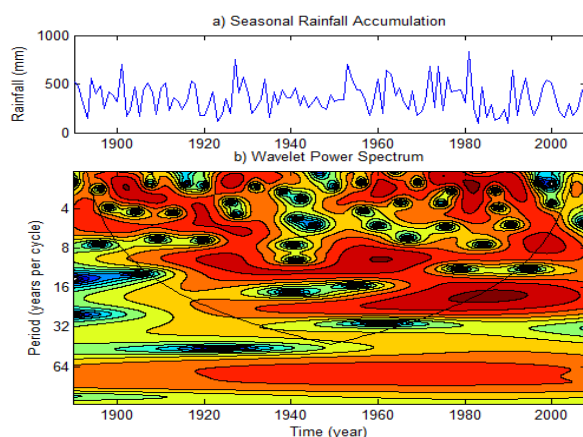 a) Seasonal Rainfall Accumulation
Rainfall (mm)
1000
500
0
1900 1920 1940 1960 1980 2000
b) Wavelet Power Spectrum
Period (years per cycle)
4
8
16
32
64
1900 1920 1940 1960 1980 2000
Time (year)